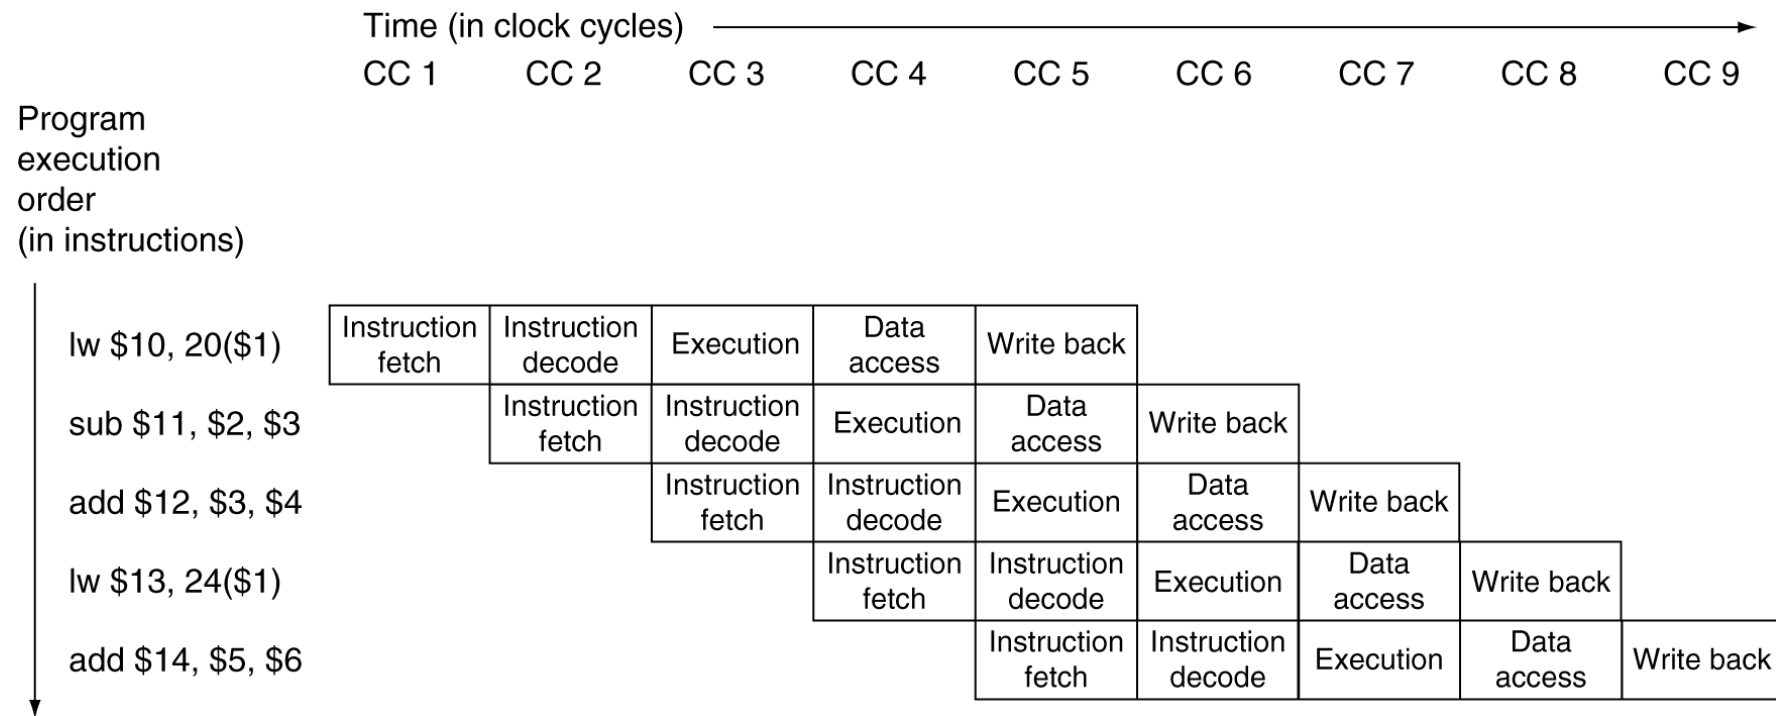 Time (in clock cycles)
CC 1 CC 2 CC 3 CC 4 CC 5 CC 6 CC 7 CC 8 CC 9
Program
execution
order
(in instructions)
lw $10, 20($1)
Instruction
fetch
Instruction
decode
Execution
Data
access
Write back
sub $11, $2, $3
Instruction
fetch
Instruction
decode
Execution
Data
access
Write back
add $12, $3, $4
Instruction
fetch
Instruction
decode
Execution
Data
access
Write back
lw $13, 24($1)
Instruction
fetch
Instruction
decode
Execution
Data
access
Write back
add $14, $5, $6
Instruction
fetch
Instruction
decode
Execution
Data
access
Write back